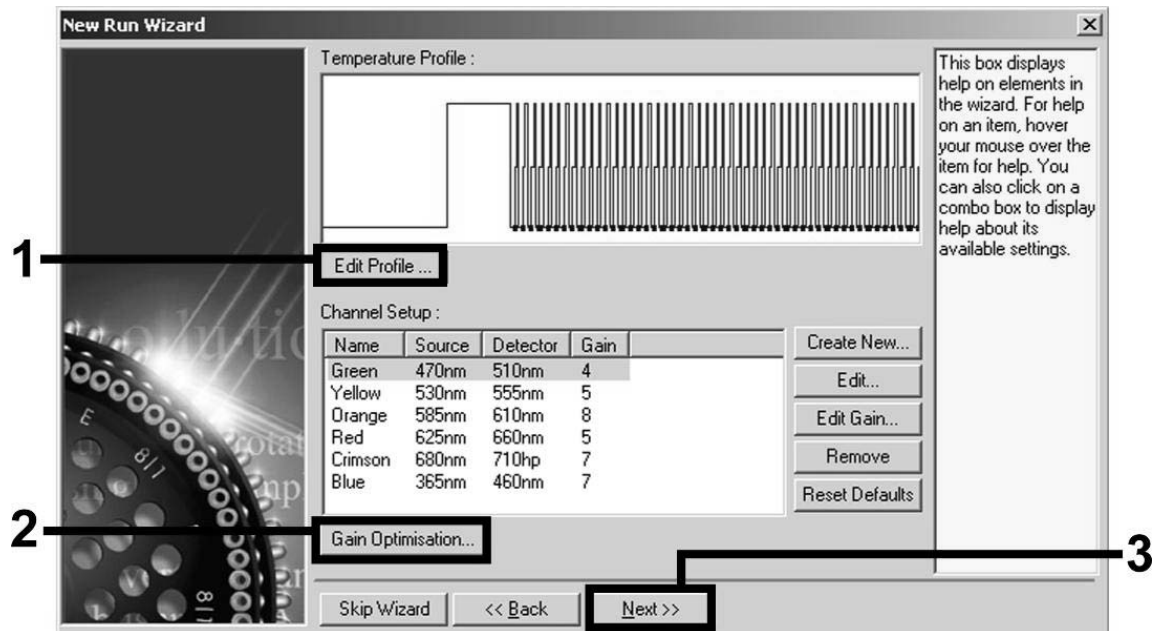 New Run Wizard
Temperature Profile :
This box displays
help on elements in
the wizard. For help
on an item, hover
your mouse over the
item for help. You
can also click on a
combo box to display
help about its
available settings.
1
Edit Profile ...
Channel Setup :
Name Source Detector Gain
Green 470nm 510nm 4
Yellow 530nm 555nm 5
Orange 585nm 610nm 8
Red 625nm 660nm 5
Crimson 680nm 710hp 7
Blue 365nm 460nm 7
Create New...
Edit...
Edit Gain...
Remove
Reset Defaults
2
Gain Optimisation...
3
Skip Wizard
<< Back
Next >>
E
8/1
8/1